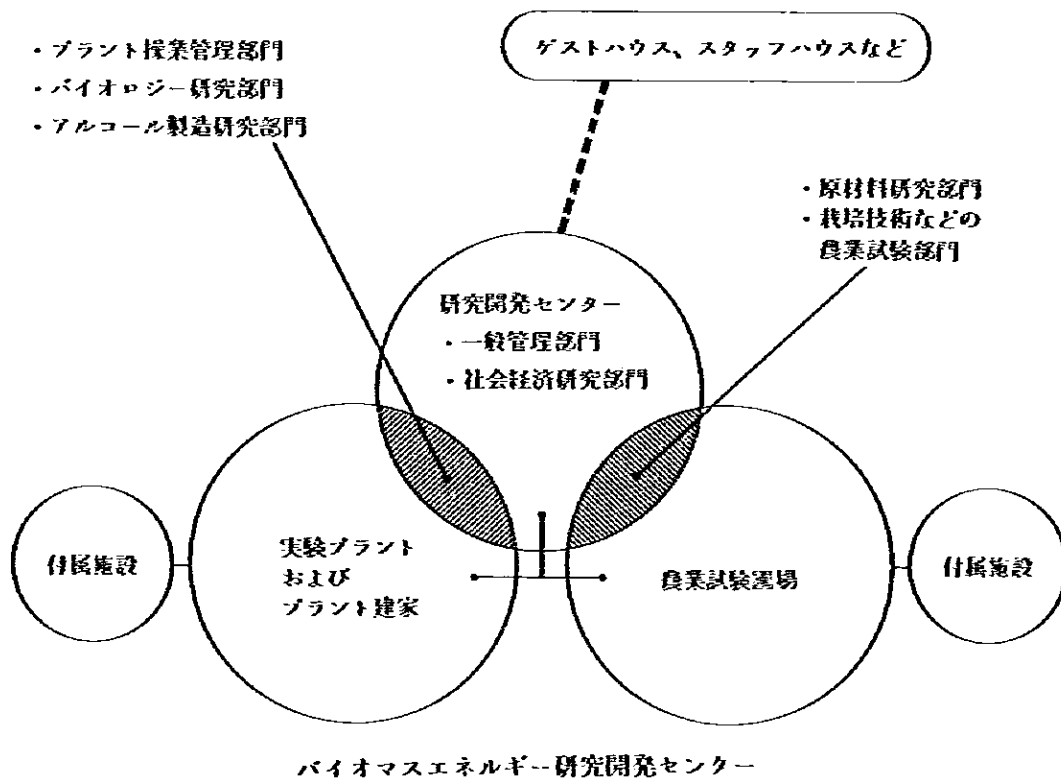 ・プラント操業管理部門
・バイオロジー研究部門
・アルコール製造研究部門
ゲストハウス、スタッフハウスなど
・原材料研究部門
・栽培技術などの
農業試験部門
研究開発センター
・一般管理部門
・社会経済研究部門
付属施設
実験プラント
および
プラント建家
農業試験圃場
付属施設
バイオマスエネルギー研究開発センター